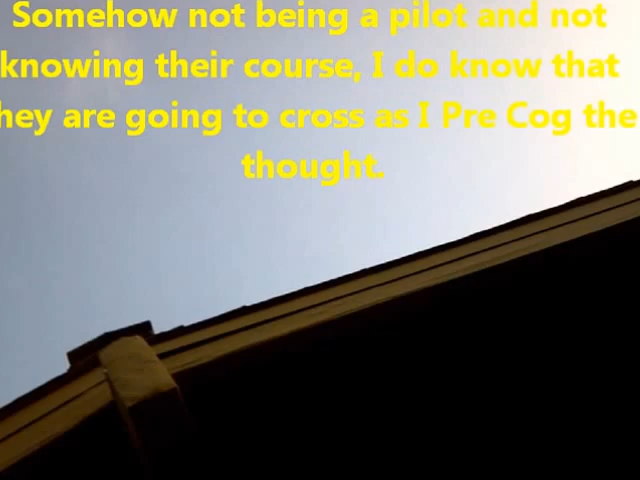 Somehow not being a pilot and not
knowing their course, I do know that
hey are going to cross as I Pre Cog the
thought.